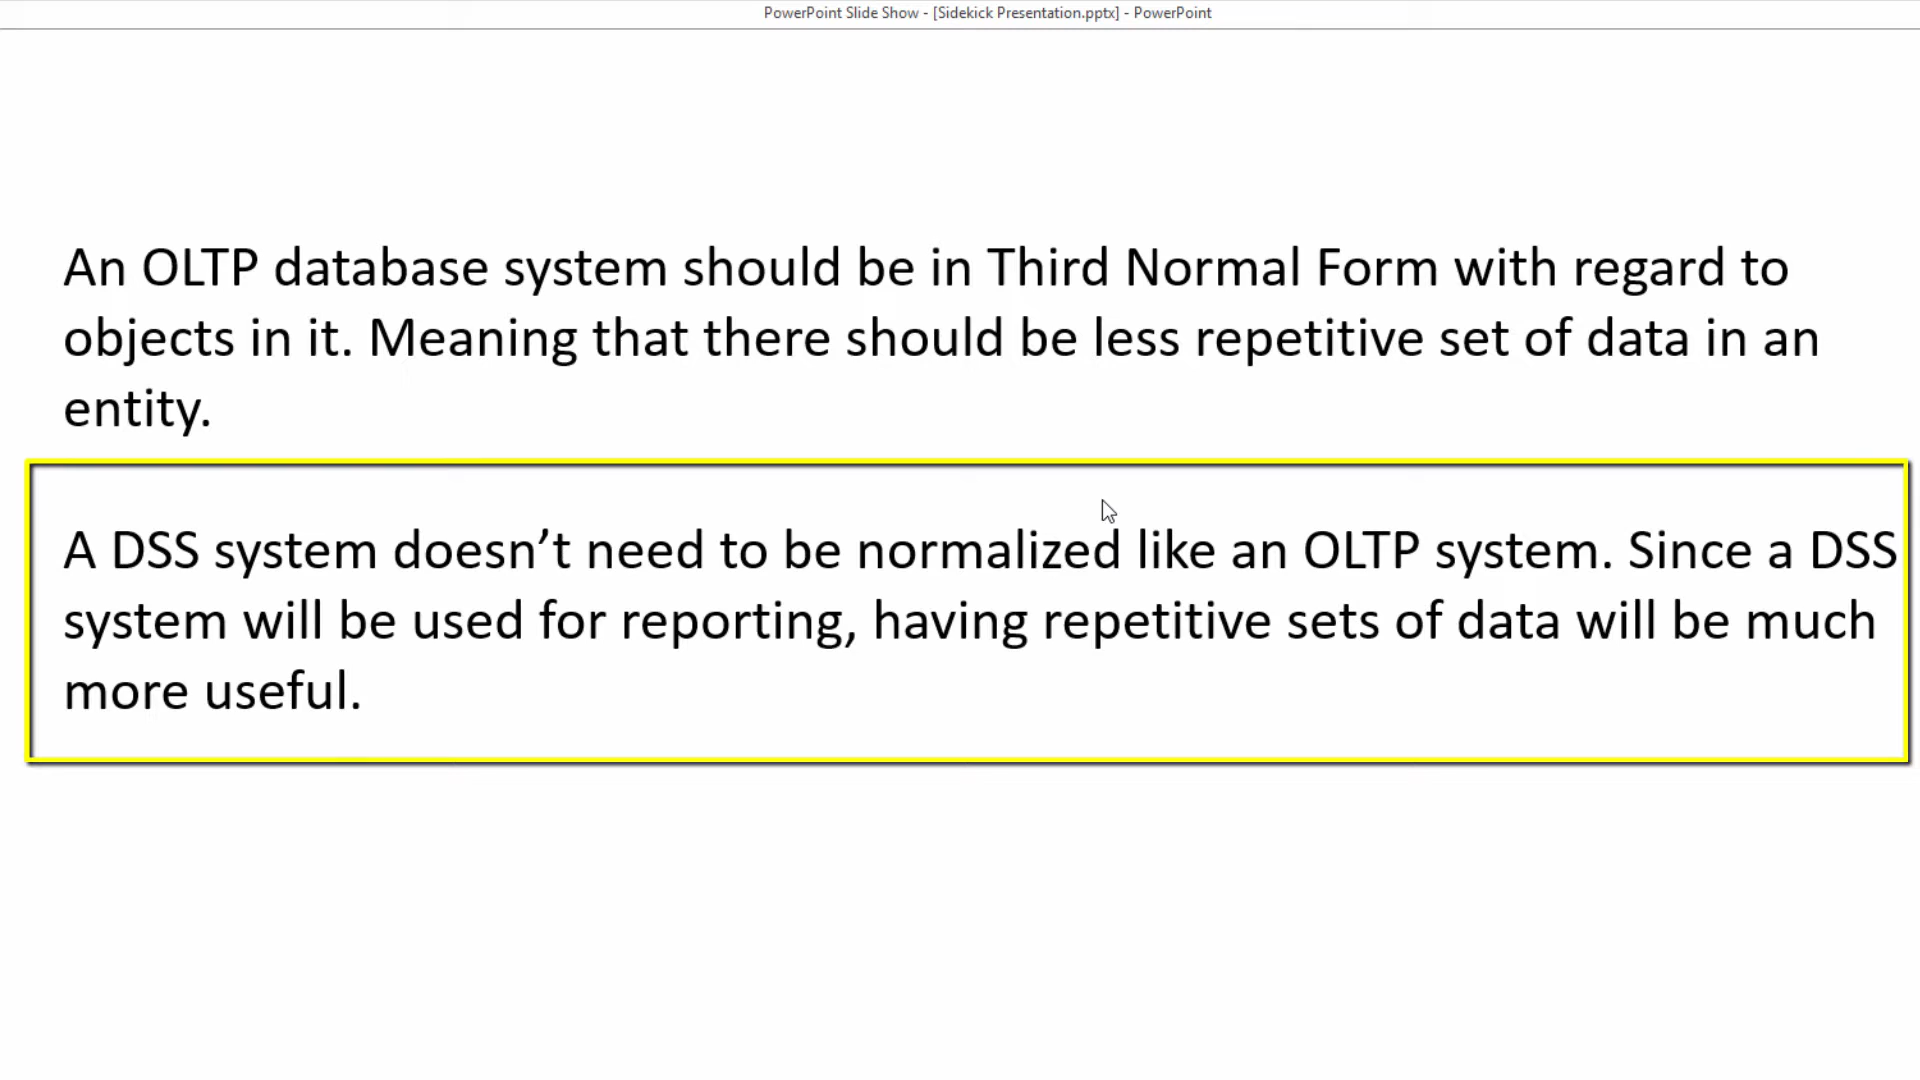 PowerPoint Slide Show - [Sidekick Presentation.pptx] - PowerPoint
An OLTP database system should be in Third Normal Form with regard to
objects in it. Meaning that there should be less repetitive set of data in an
entity.
A DSS system doesn’t need to be normalized like an OLTP system. Since a DSS
system will be used for reporting, having repetitive sets of data will be much
more useful.